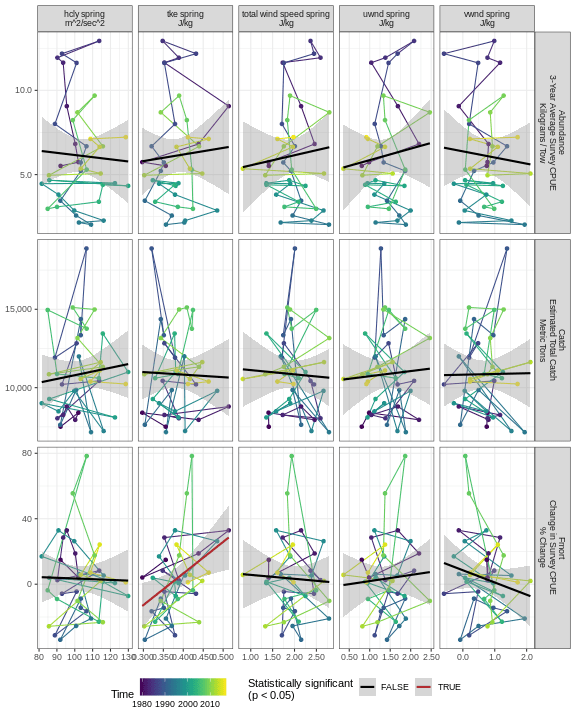 hdly spring
m^2/sec^2
tke spring
J/kg
total wind speed spring
J/kg
uwnd spring
J/kg
vwnd spring
J/kg
10.0
5.0
Abundance
3-Year Average Survey CPUE
Kilograms / Tow
15,000
10,000
Catch
Estimated Total Catch
Metric Tons
80
40
0
Fmort
Change in Survey CPUE
% Change
80 90 100 110 120 130
0.300 0.350 0.400 0.450 0.500
1.00 1.50 2.00 2.50
0.50 1.00 1.50 2.00 2.50
0.0 1.0 2.0
Time
1980 1990 2000 2010
Statistically significant
(p < 0.05)
FALSE
TRUE